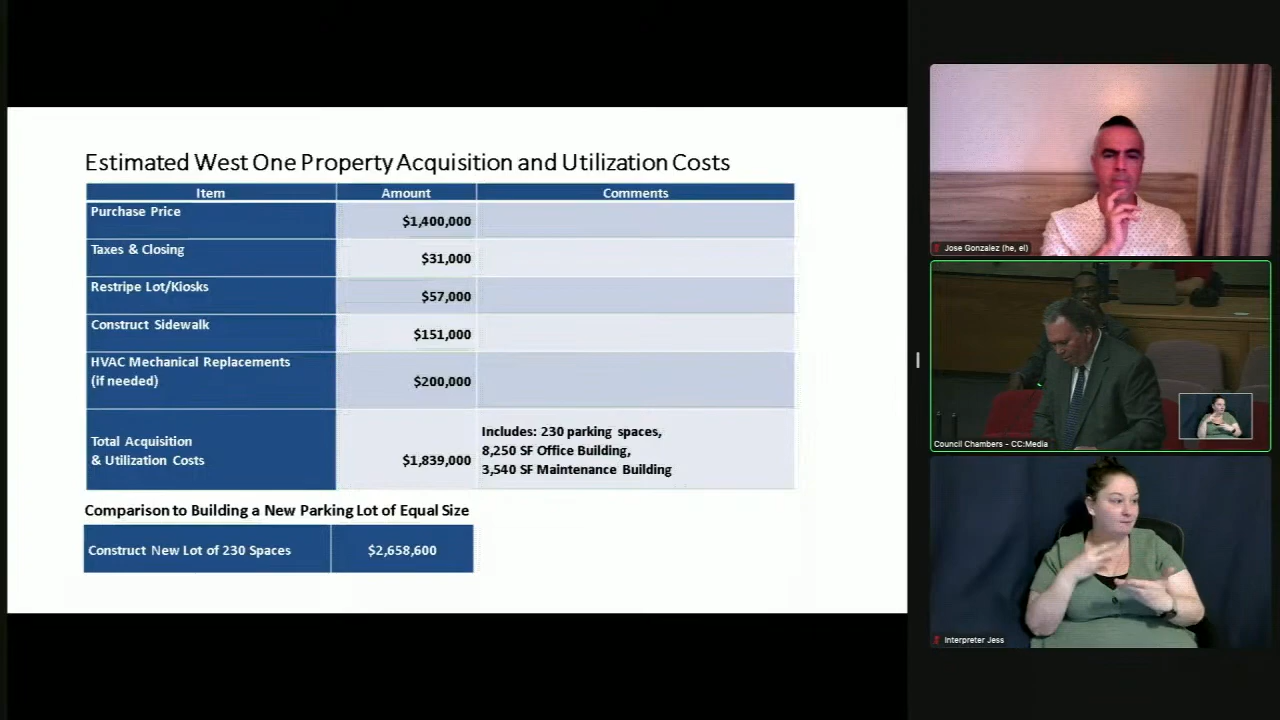 Estimated West One Property Acquisition and Utilization Costs
Item Amount Comments
Purchase Price $1,400,000
Taxes & Closing $31,000
Restripe Lot/Kiosks $57,000
Construct Sidewalk $151,000
HVAC Mechanical Replacements
(if needed) $200,000
Total Acquisition
& Utilization Costs $1,839,000
Includes: 230 parking spaces,
8,250 SF Office Building,
3,540 SF Maintenance Building
Comparison to Building a New Parking Lot of Equal Size
Construct New Lot of 230 Spaces $2,658,600
Jose Gonzalez (he, el)
Council Chambers - CC:Media
Interpreter Jess